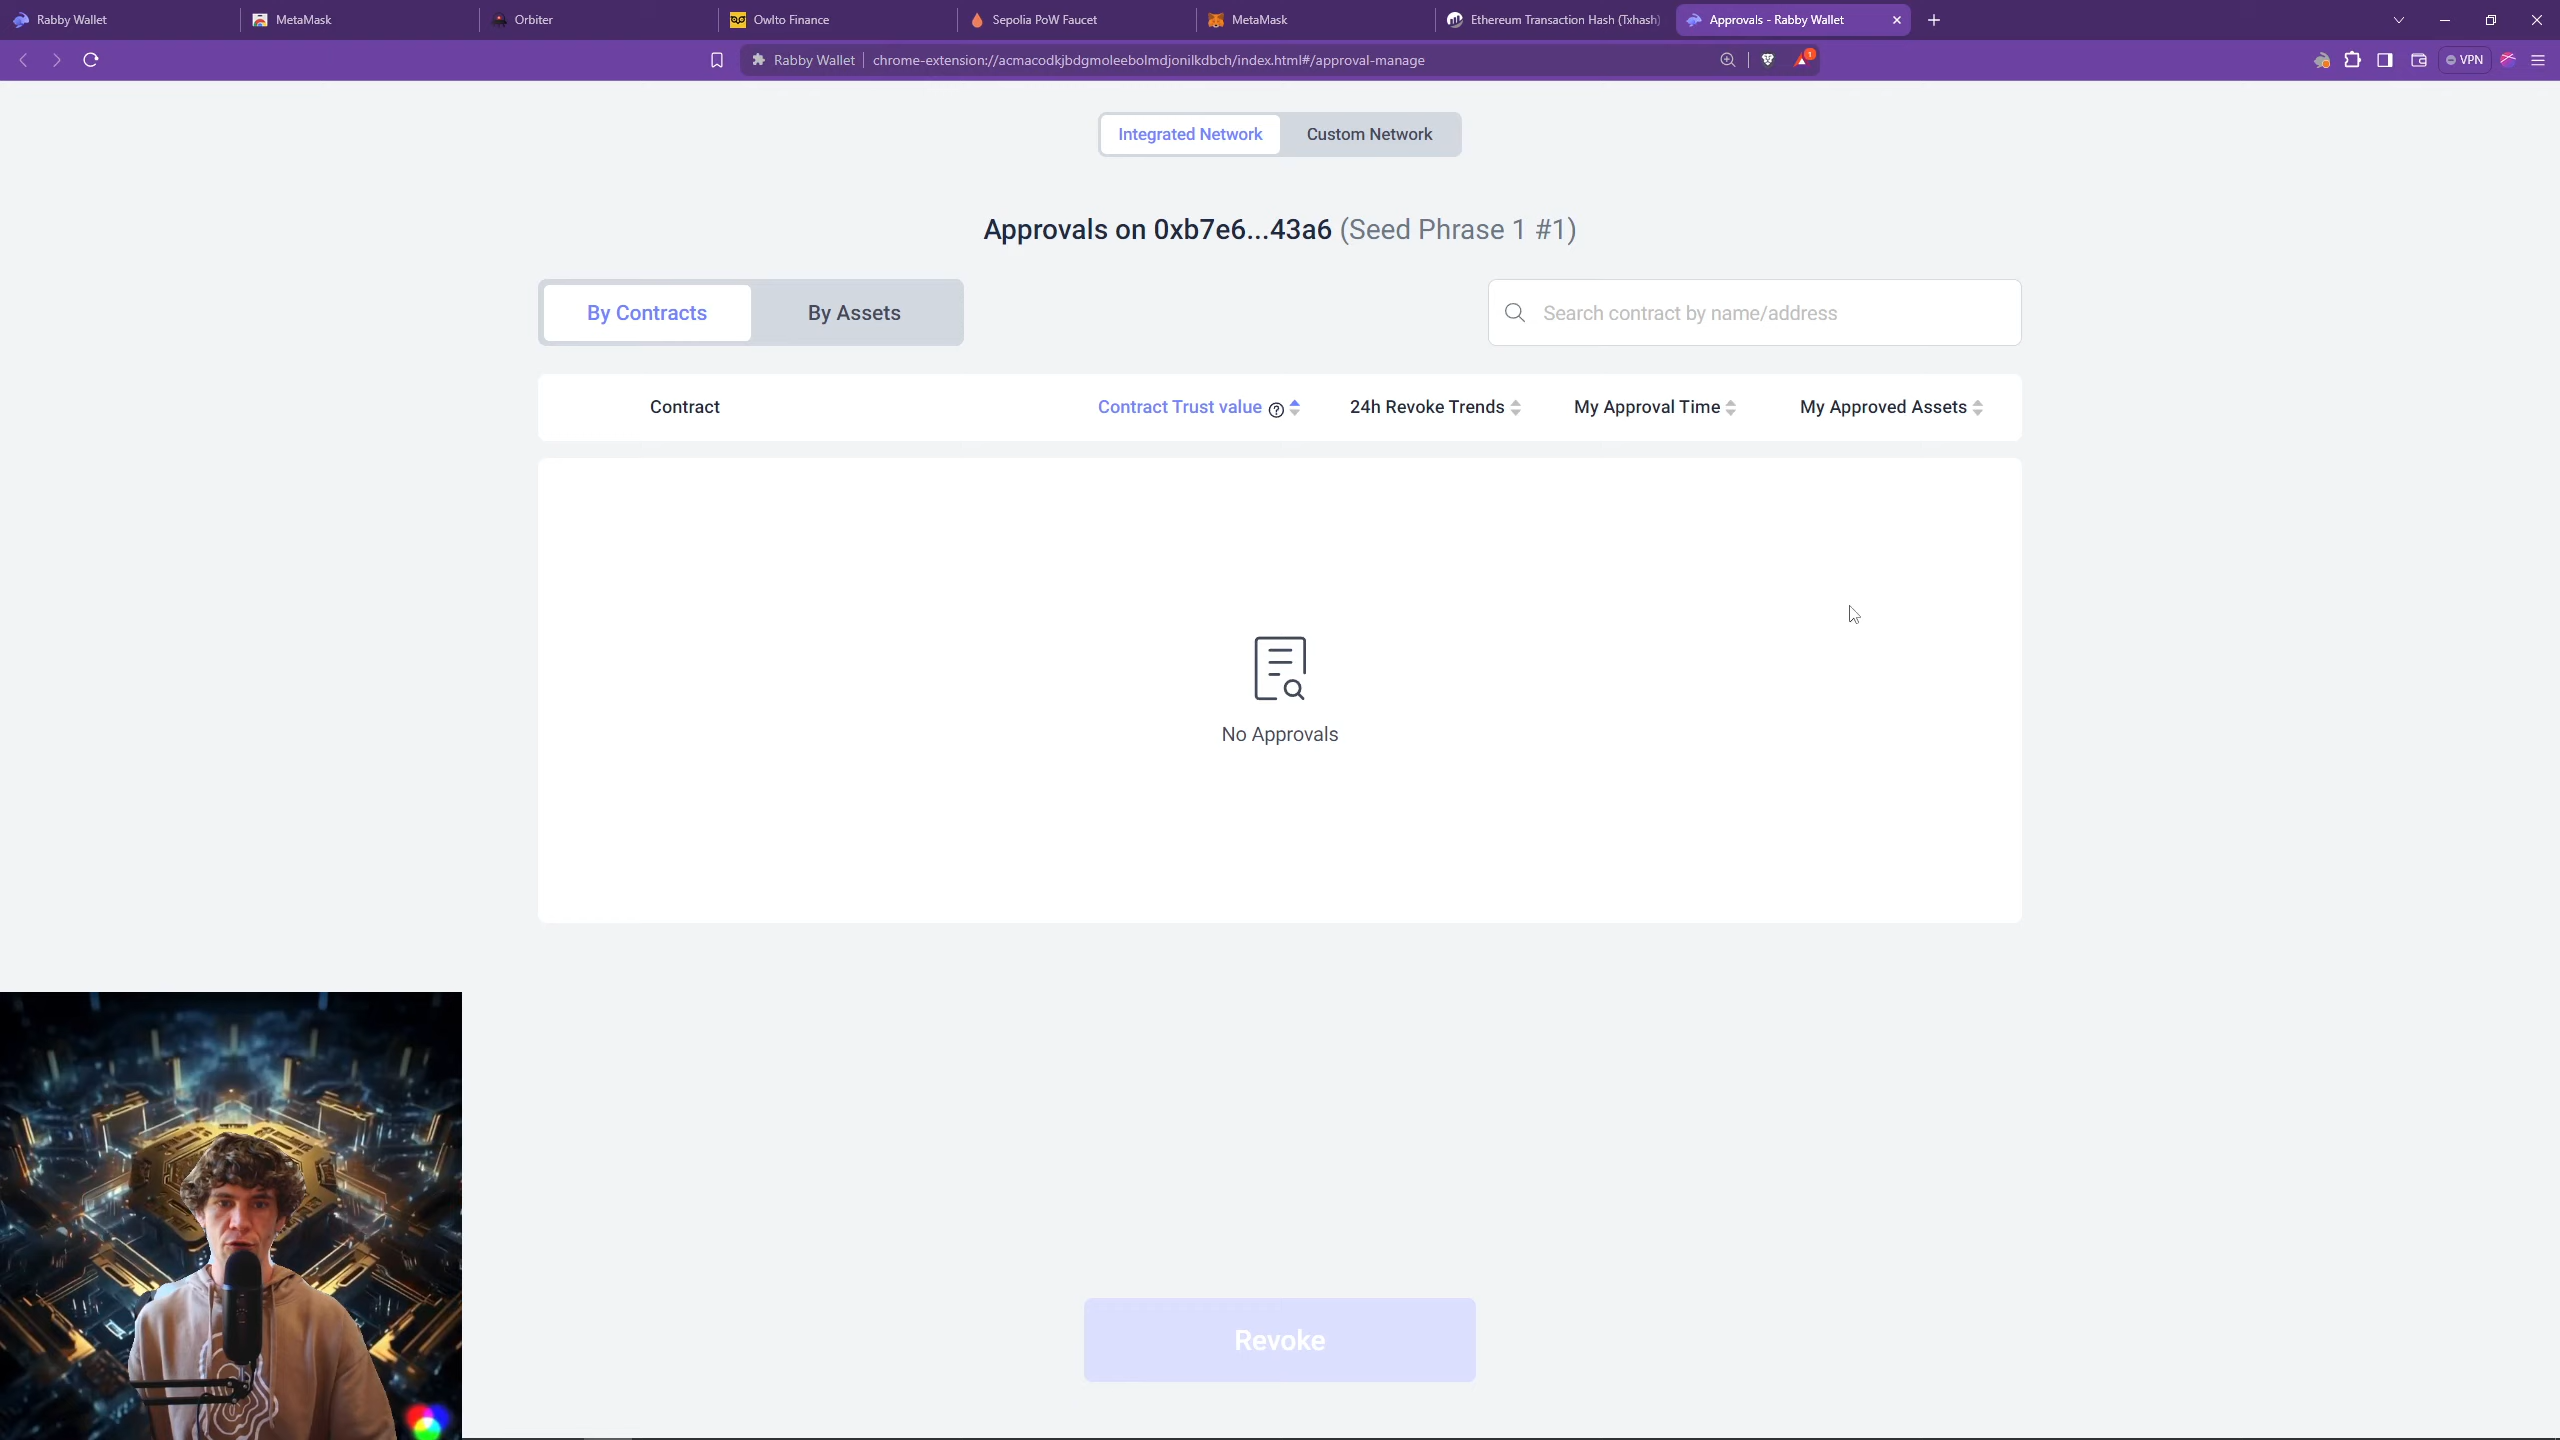 Rabby Wallet
MetaMask
Orbiter
Owlto Finance
Sepolia PoW Faucet
MetaMask
Ethereum Transaction Hash (Txhash)
Approvals - Rabby Wallet
Rabby Wallet
chrome-extension://acmacodkjbdgmoleebolmdjonilkdbch/index.html#/approval-manage
1
VPN
Integrated Network
Custom Network
Approvals on 0xb7e6...43a6 (Seed Phrase 1 #1)
By Contracts
By Assets
Search contract by name/address
Contract
Contract Trust value
24h Revoke Trends
My Approval Time
My Approved Assets
No Approvals
Revoke